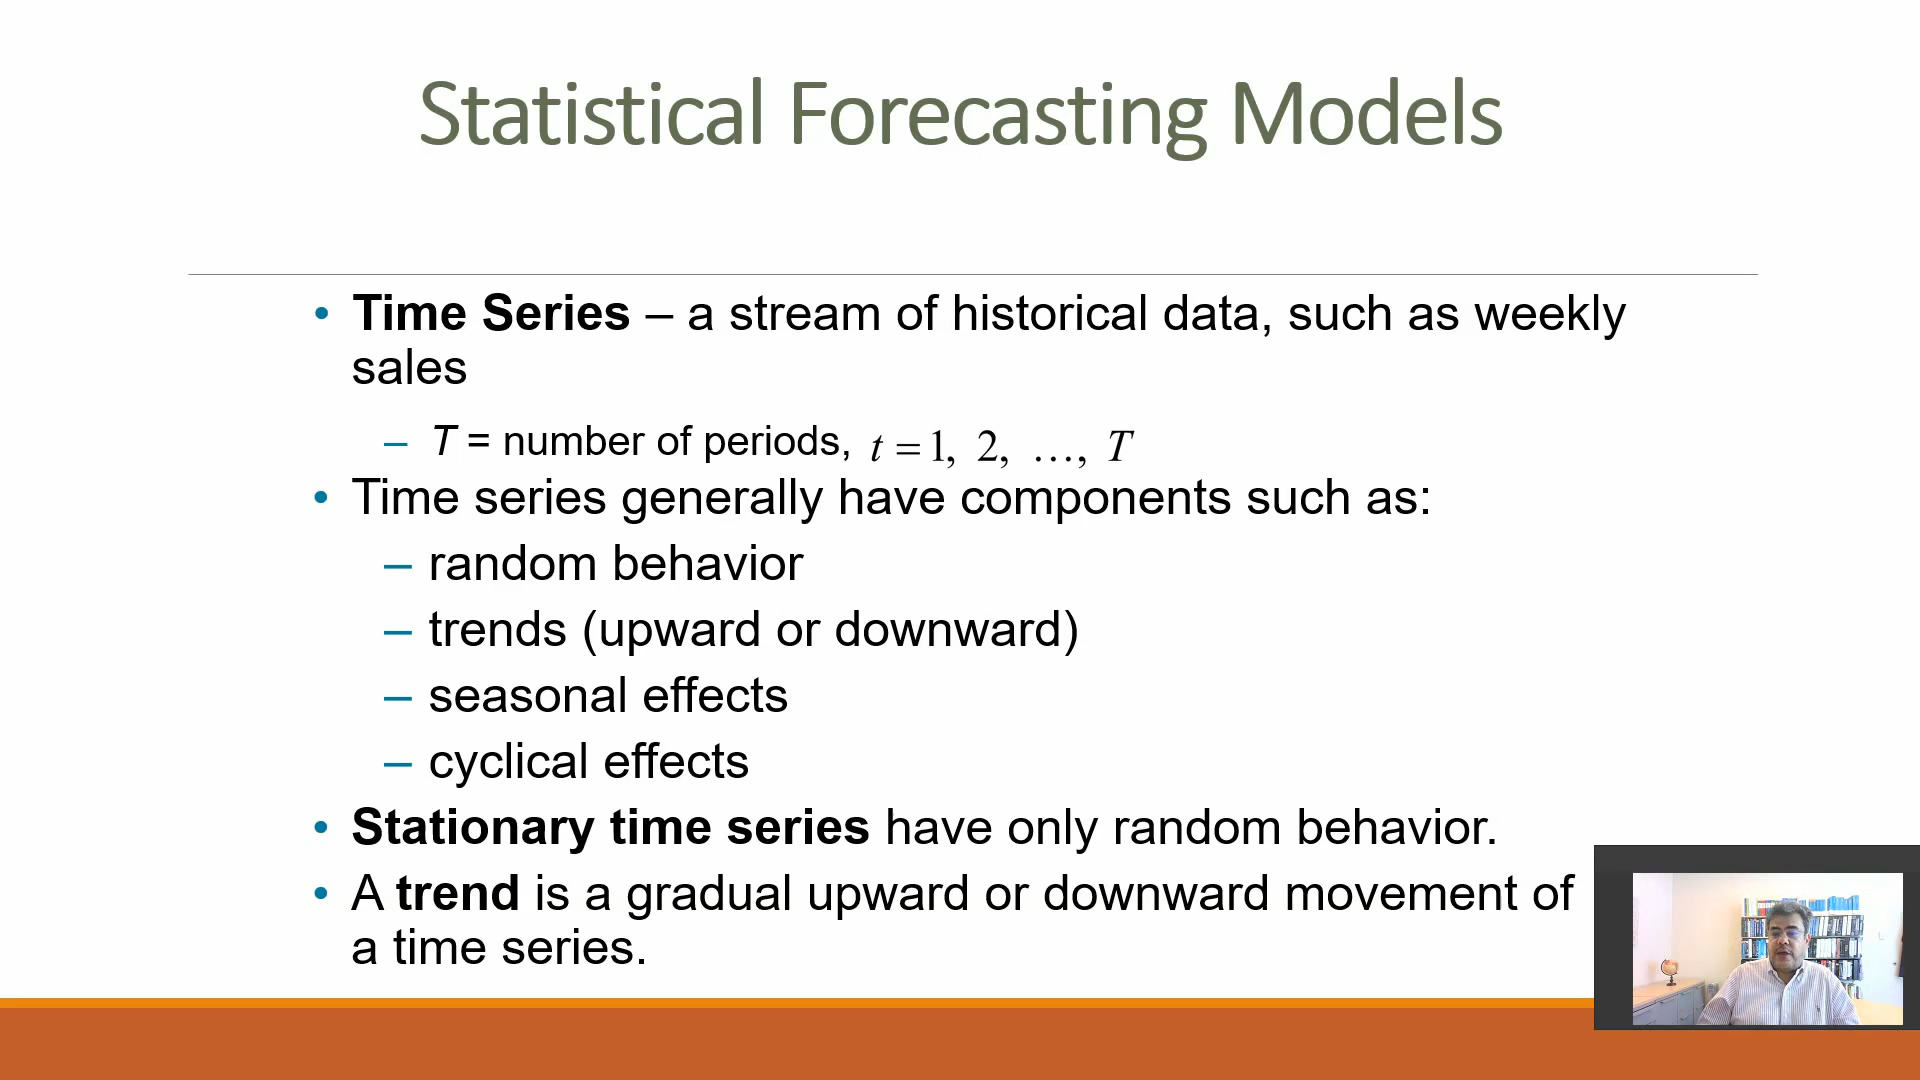 Statistical Forecasting Models
• Time Series – a stream of historical data, such as weekly
sales
– T = number of periods, t = 1, 2, …, T
• Time series generally have components such as:
– random behavior
– trends (upward or downward)
– seasonal effects
– cyclical effects
• Stationary time series have only random behavior.
• A trend is a gradual upward or downward movement of
a time series.